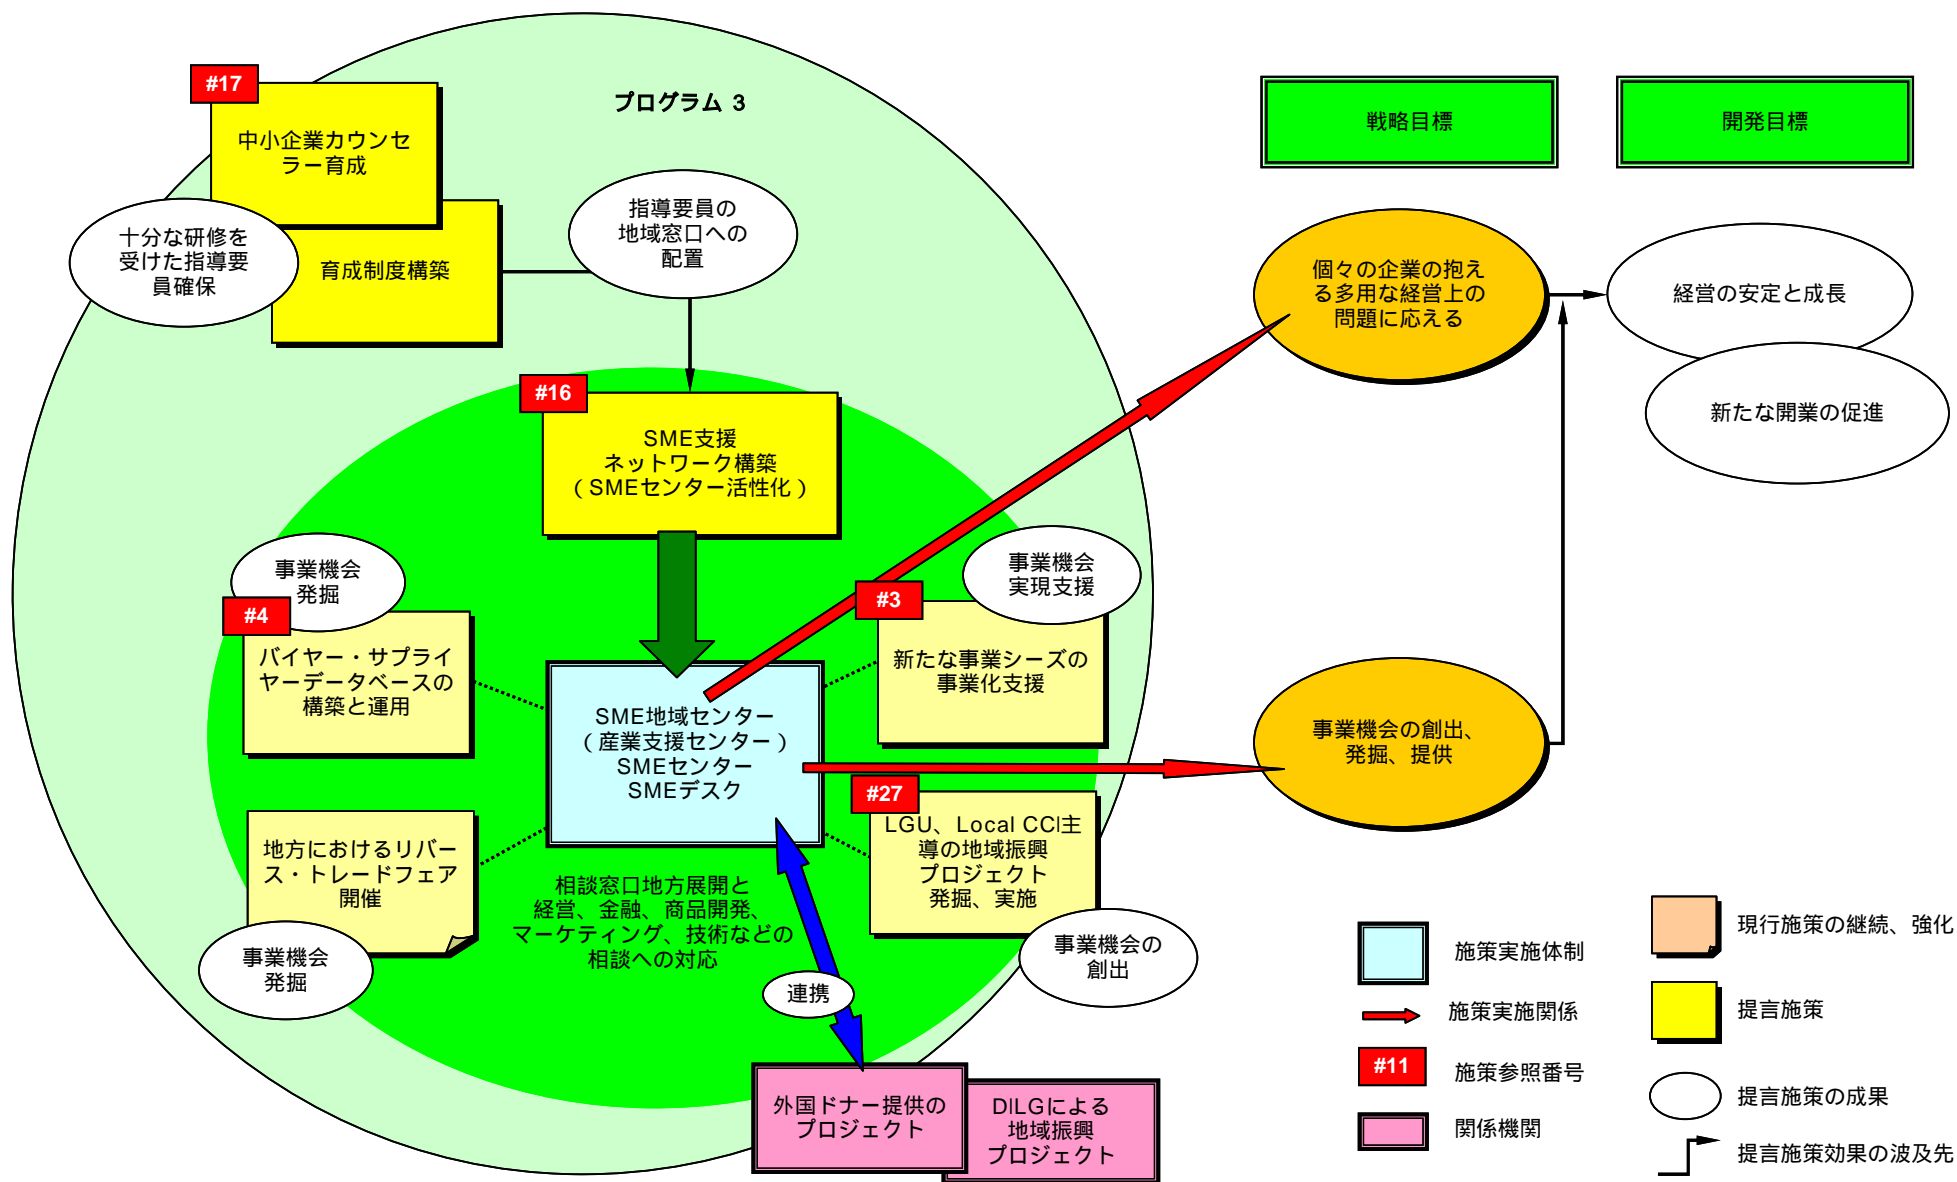 プログラム 3
#17
中小企業カウンセ
ラー育成
十分な研修を
受けた指導要
員確保
育成制度構築
指導要員の
地域窓口への
配置
#16
SME支援
ネットワーク構築
（SMEセンター活性化）
事業機会
発掘
#4
バイヤー・サプライ
ヤーデータベースの
構築と運用
事業機会
実現支援
#3
新たな事業シーズの
事業化支援
SME地域センター
（産業支援センター）
SMEセンター
SMEデスク
#27
LGU、Local CCI主
導の地域振興
プロジェクト
発掘、実施
事業機会の
創出
地方におけるリバー
ス・トレードフェア
開催
事業機会
発掘
相談窓口地方展開と
経営、金融、商品開発、
マーケティング、技術などの
相談への対応
連携
外国ドナー提供の
プロジェクト
DILGによる
地域振興
プロジェクト
戦略目標
開発目標
個々の企業の抱え
る多用な経営上の
問題に応える
経営の安定と成長
新たな開業の促進
事業機会の創出、
発掘、提供
施策実施体制
施策実施関係
#11
施策参照番号
関係機関
現行施策の継続、強化
提言施策
提言施策の成果
提言施策効果の波及先